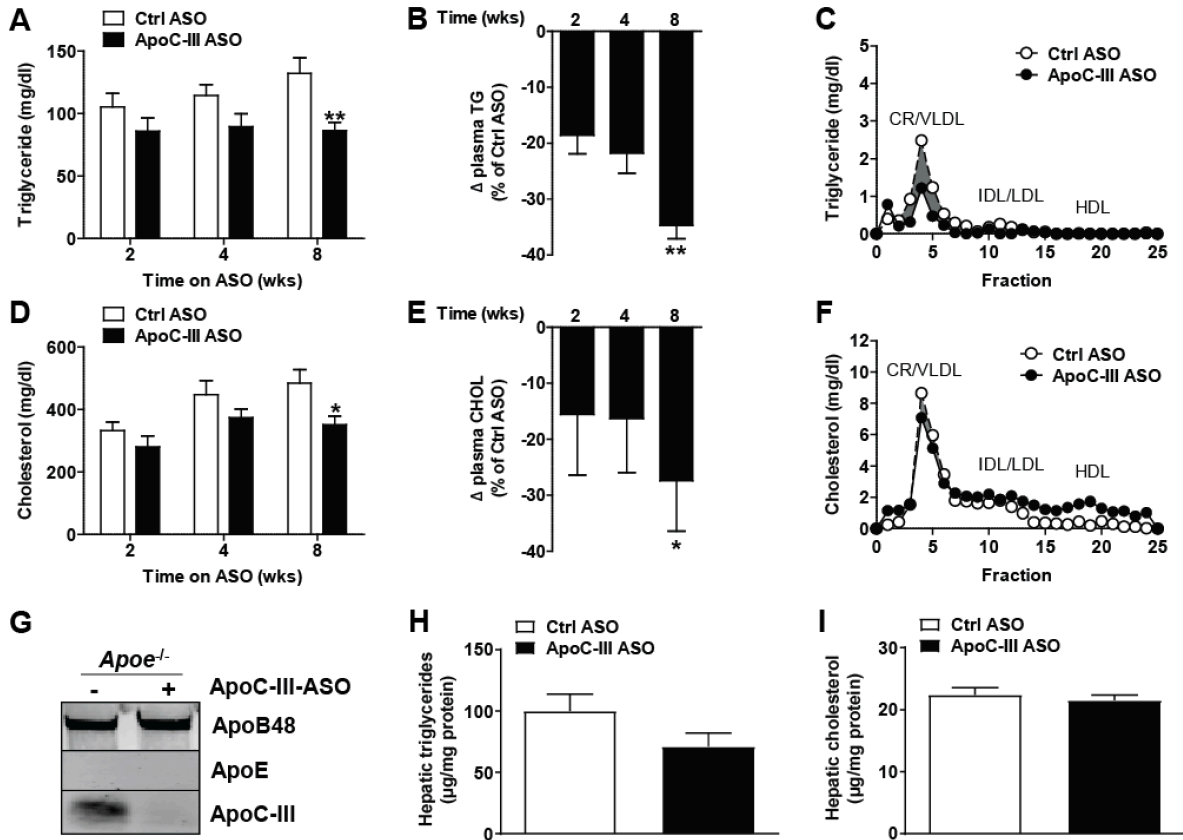 A
Ctrl ASO
ApoC-III ASO
Triglyceride (mg/dl)
150
100
50
0
2 4 8
**
Time on ASO (wks)
B
Time (wks) 2 4 8
0
-10
-20
-30
-40
Δ plasma TG
(% of Ctrl ASO)
**
C
Ctrl ASO
ApoC-III ASO
Triglyceride (mg/dl)
5
4
3
2
1
0
CR/VLDL
IDL/LDL
HDL
0 5 10 15 20 25
Fraction
D
Ctrl ASO
ApoC-III ASO
Cholesterol (mg/dl)
600
400
200
0
*
2 4 8
Time on ASO (wks)
E
Time (wks) 2 4 8
0
-10
-20
-30
-40
Δ plasma CHOL
(% of Ctrl ASO)
*
F
Ctrl ASO
ApoC-III ASO
Cholesterol (mg/dl)
12
10
8
6
4
2
0
CR/VLDL
IDL/LDL
HDL
0 5 10 15 20 25
Fraction
G
Apoe-/-
- + ApoC-III-ASO
ApoB48
ApoE
ApoC-III
H
Ctrl ASO
ApoC-III ASO
Hepatic triglycerides
(µg/mg protein)
150
100
50
0
I
Ctrl ASO
ApoC-III ASO
Hepatic cholesterol
(µg/mg protein)
30
20
10
0